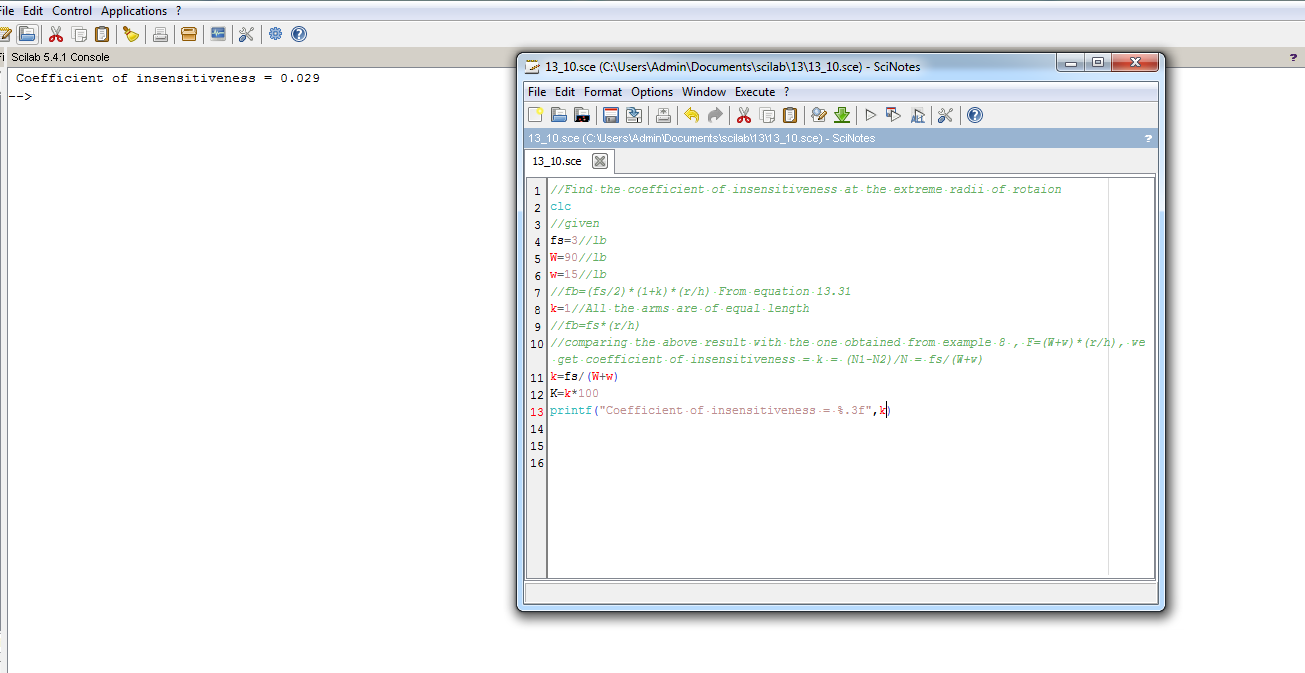 File Edit Control Applications ?
Scilab 5.4.1 Console ?
Coefficient of insensitiveness = 0.029
-->
13_10.sce (C:\Users\Admin\Documents\scilab\13\13_10.sce) - SciNotes
File Edit Format Options Window Execute ?
13_10.sce (C:\Users\Admin\Documents\scilab\13\13_10.sce) - SciNotes ?
13_10.sce
1 //Find the coefficient of insensitiveness at the extreme radii of rotaion
2 clc
3 //given
4 fs=3//lb
5 W=90//lb
6 w=15//lb
7 //fb=(fs/2)*(1+k)*(r/h) From equation 13.31
8 k=1//All the arms are of equal length
9 //fb=fs*(r/h)
10 //comparing the above result with the one obtained from example 8 , F=(W+w)*(r/h), we
get coefficient of insensitiveness = k = (N1-N2)/N = fs/(W+w)
11 k=fs/(W+w)
12 K=k*100
13 printf("Coefficient of insensitiveness = %.3f",k)
14
15
16